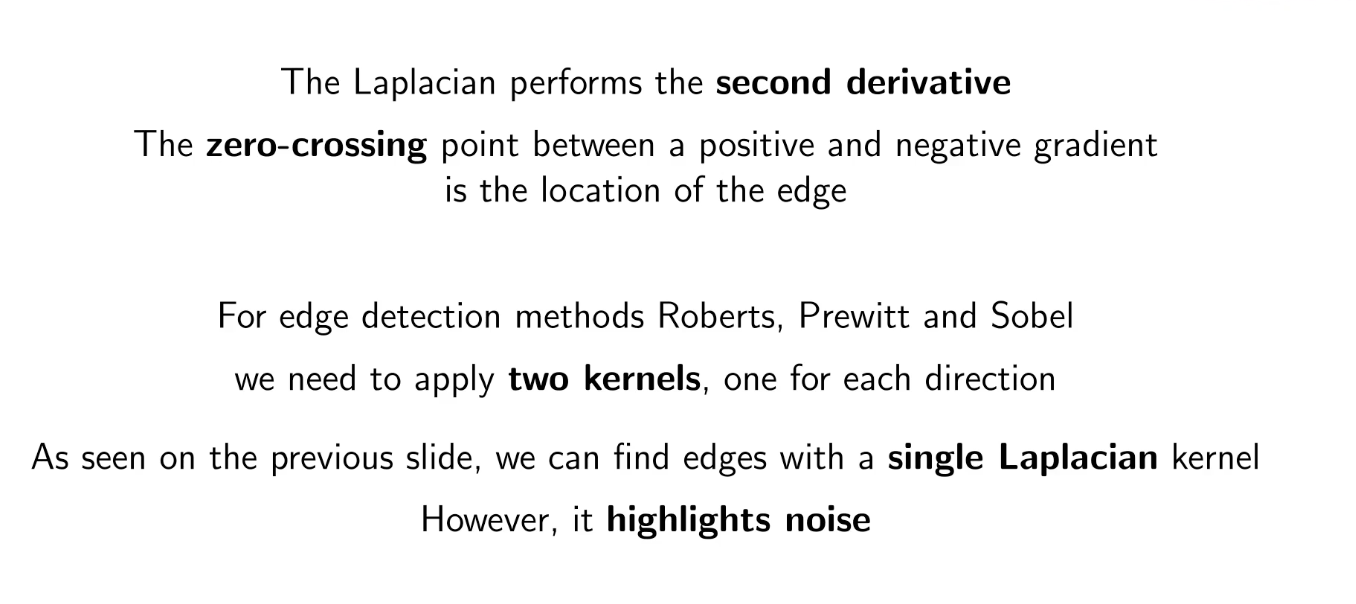 The Laplacian performs the second derivative
The zero-crossing point between a positive and negative gradient
is the location of the edge
For edge detection methods Roberts, Prewitt and Sobel
we need to apply two kernels, one for each direction
As seen on the previous slide, we can find edges with a single Laplacian kernel
However, it highlights noise